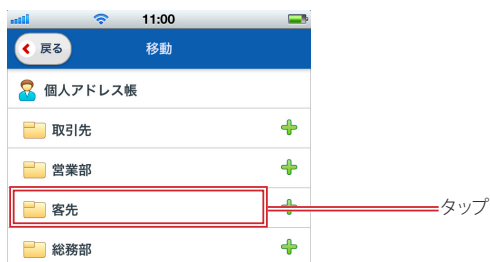 11:00
戻る 移動
個人アドレス帳
取引先
営業部
客先
タップ
総務部